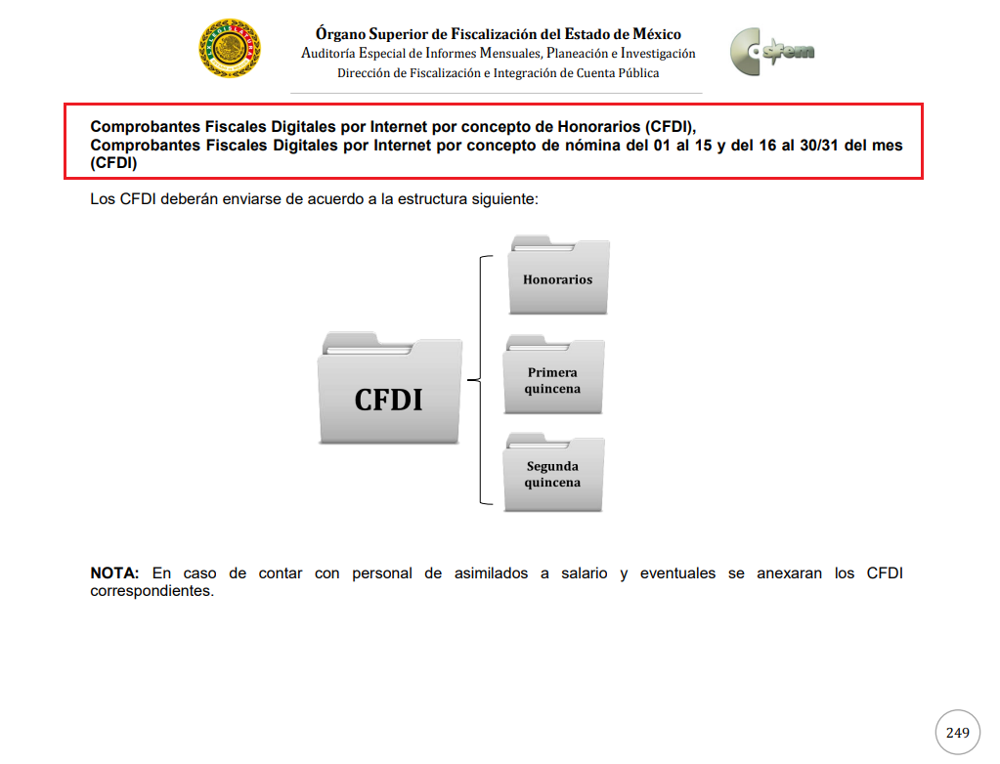 Órgano Superior de Fiscalización del Estado de México
Auditoría Especial de Informes Mensuales, Planeación e Investigación
Dirección de Fiscalización e Integración de Cuenta Pública
LEGISLATURA
osfem
Comprobantes Fiscales Digitales por Internet por concepto de Honorarios (CFDI),
Comprobantes Fiscales Digitales por Internet por concepto de nómina del 01 al 15 y del 16 al 30/31 del mes
(CFDI)
Los CFDI deberán enviarse de acuerdo a la estructura siguiente:
CFDI
Honorarios
Primera
quincena
Segunda
quincena
NOTA: En caso de contar con personal de asimilados a salario y eventuales se anexaran los CFDI
correspondientes.
249